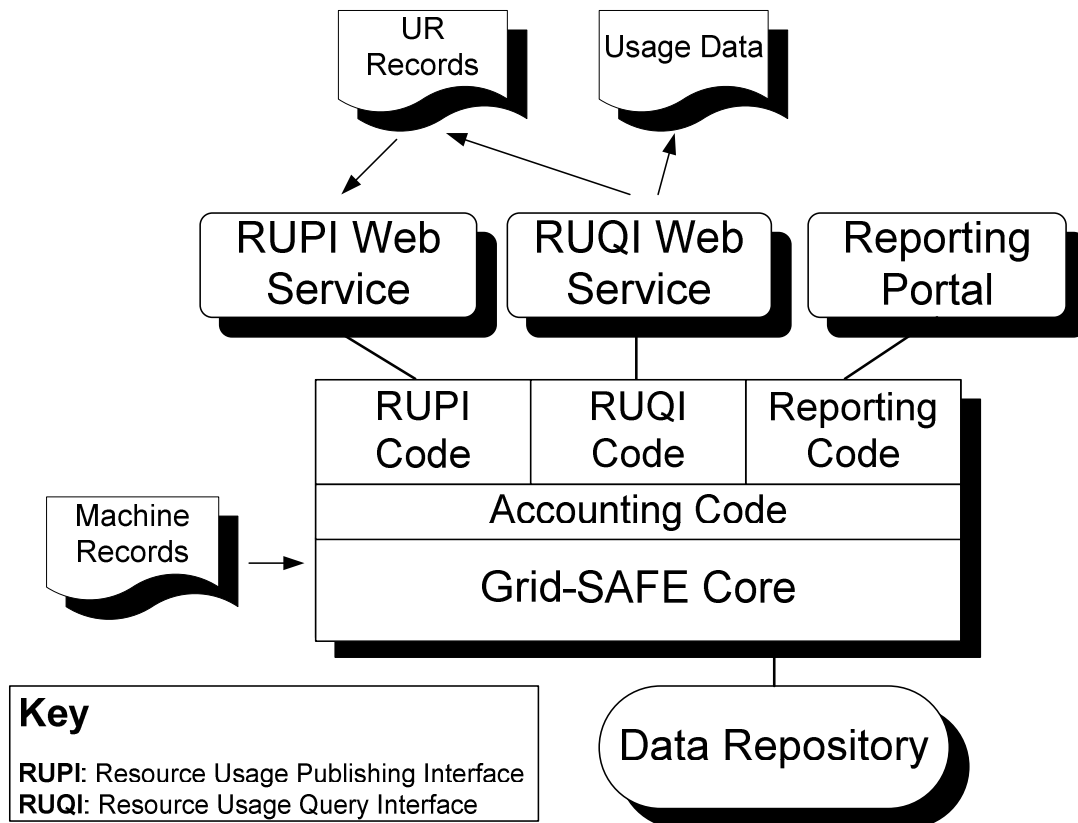 UR
Records
Usage Data
RUPI Web
Service
RUQI Web
Service
Reporting
Portal
RUPI
Code
RUQI
Code
Reporting
Code
Accounting Code
Machine
Records
Grid-SAFE Core
Key
RUPI: Resource Usage Publishing Interface
RUQI: Resource Usage Query Interface
Data Repository